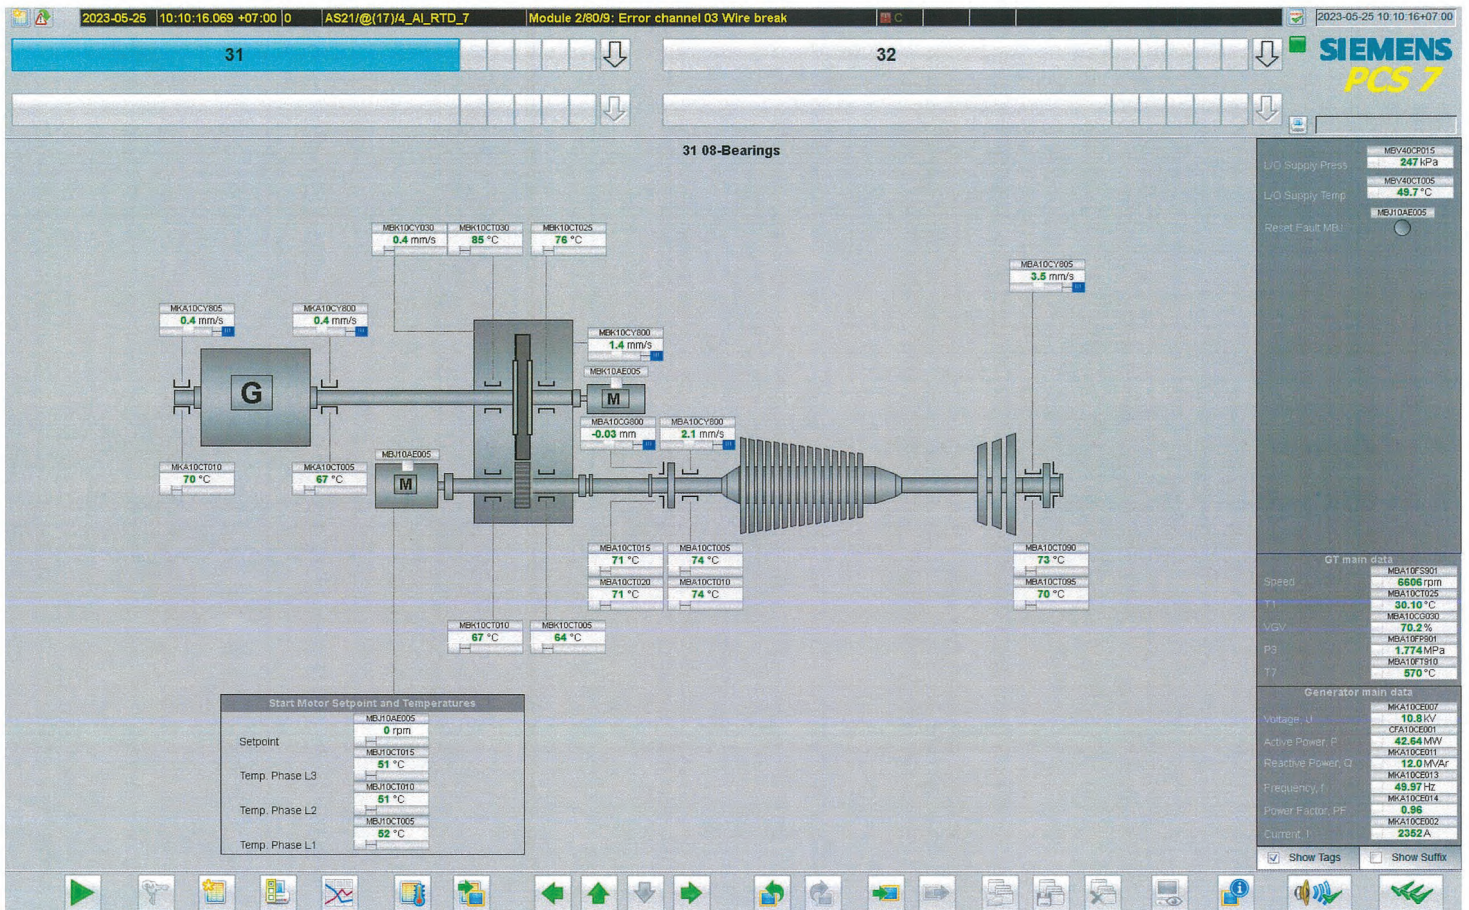 2023-05-25 10:10:16.069 +07:00 0 AS21/@(17)/4_AI_RTD_7 Module 2/80/9: Error channel 03 Wire break C 2023-05-25 10:10:16+07:00
31 32
SIEMENS
PCS 7
31 08-Bearings
MBV40CP015
L/O Supply Press 247 kPa
MBV40CT005
L/O Supply Temp 49.7 °C
MBJ10AE005
Reset Fault MBJ
MBK10CY030 MBK10CT030 MBK10CT025
0.4 mm/s 85 °C 76 °C
MBA10CY805
3.5 mm/s
MKA10CY805 MKA10CY800
0.4 mm/s 0.4 mm/s
MBK10CY800
1.4 mm/s
MBK10AE005
G
M
MBA10CG800 MBA10CY800
-0.03 mm 2.1 mm/s
MBJ10AE005
M
MKA10CT010 MKA10CT005
70 °C 67 °C
MBA10CT015 MBA10CT005 MBA10CT090
71 °C 74 °C 73 °C
MBA10CT020 MBA10CT010 MBA10CT095
71 °C 74 °C 70 °C
MBK10CT010 MBK10CT005
67 °C 64 °C
Start Motor Setpoint and Temperatures
MBJ10AE005
0 rpm
Setpoint
MBJ10CT015
51 °C
Temp. Phase L3
MBJ10CT010
51 °C
Temp. Phase L2
MBJ10CT005
52 °C
Temp. Phase L1
GT main data
MBA10FS901
Speed 6606 rpm
MBA10CT025
T1 30.10 °C
MBA10CG030
VGV 70.2 %
MBA10FP901
P3 1.774 MPa
MBA10FT910
T7 570 °C
Generator main data
MKA10CE007
Voltage, U 10.8 kV
CFA10CE001
Active Power, P 42.64 MW
MKA10CE011
Reactive Power, Q 12.0 MVAr
MKA10CE013
Frequency, f 49.97 Hz
MKA10CE014
Power Factor, PF 0.96
MKA10CE002
Current, I 2352 A
Show Tags Show Suffix